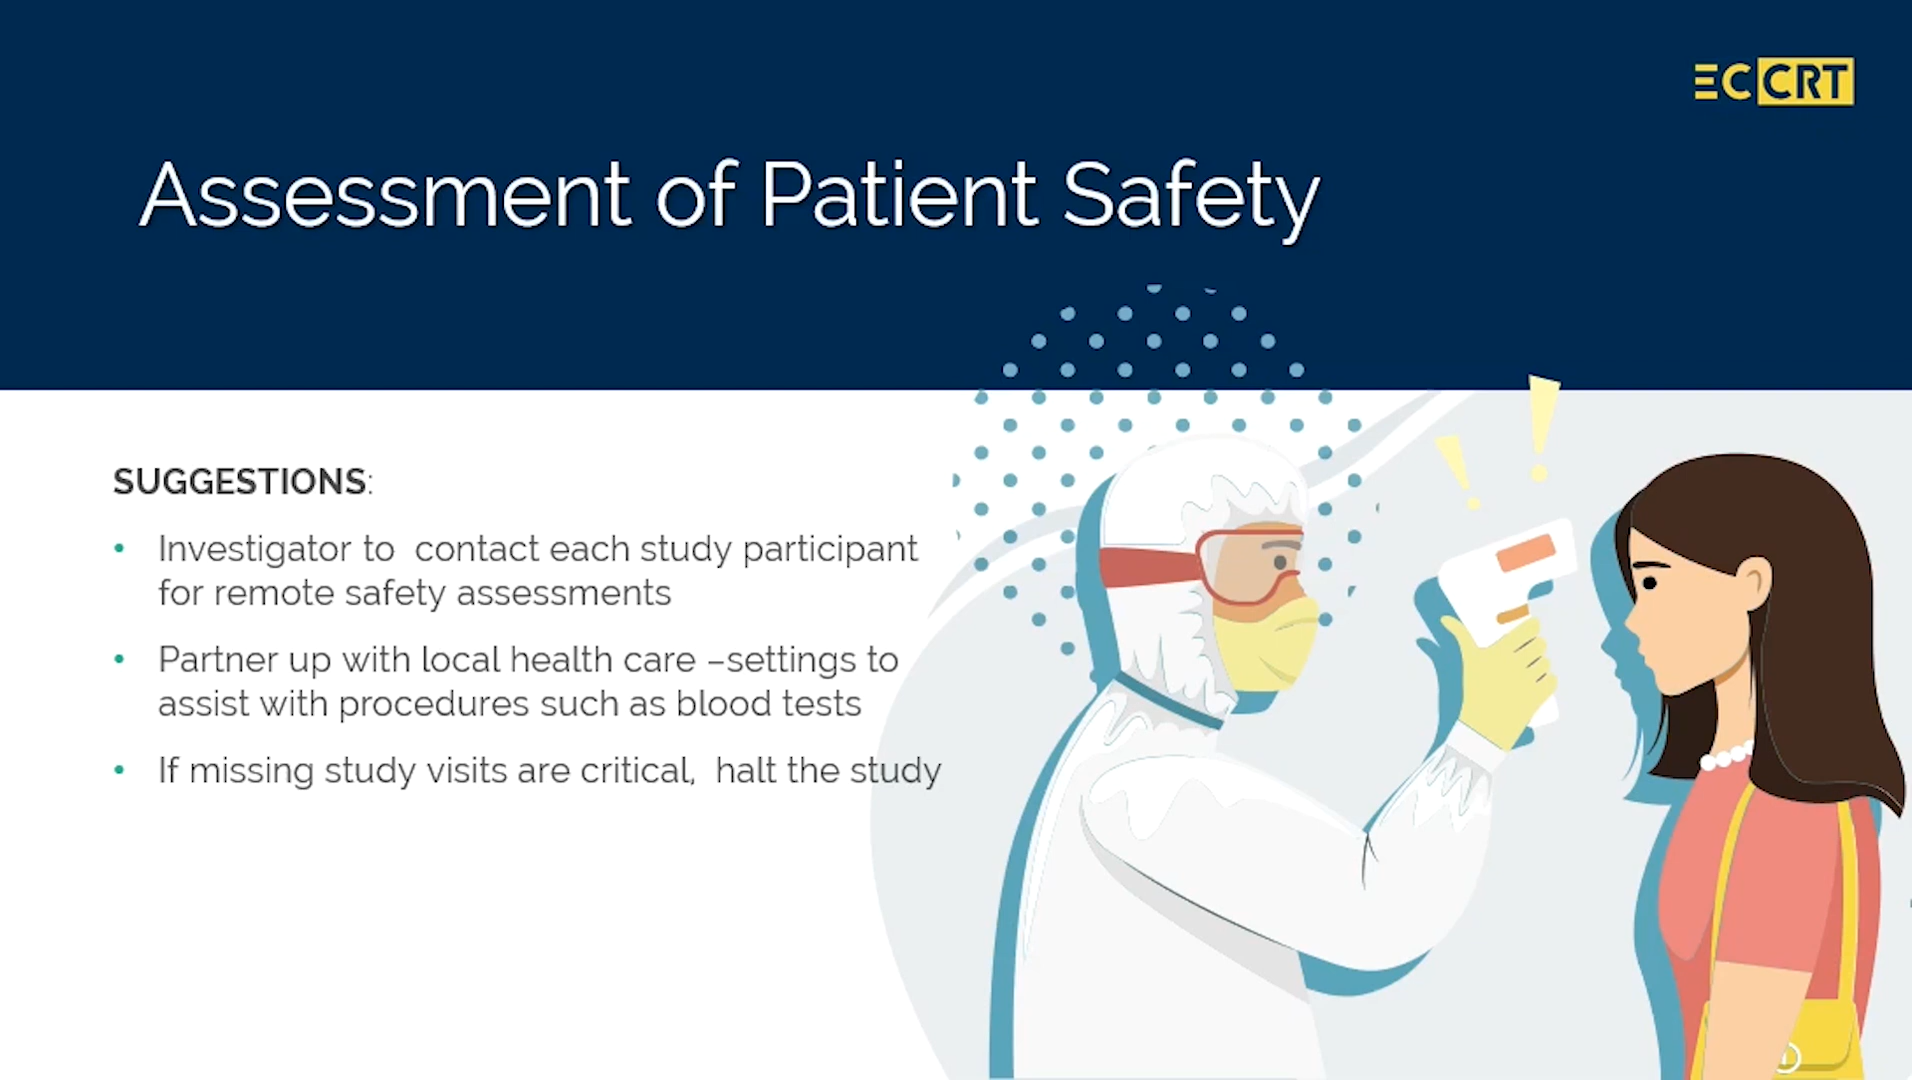 ECCRT
Assessment of Patient Safety
SUGGESTIONS:
• Investigator to contact each study participant
for remote safety assessments
• Partner up with local health care –settings to
assist with procedures such as blood tests
• If missing study visits are critical, halt the study